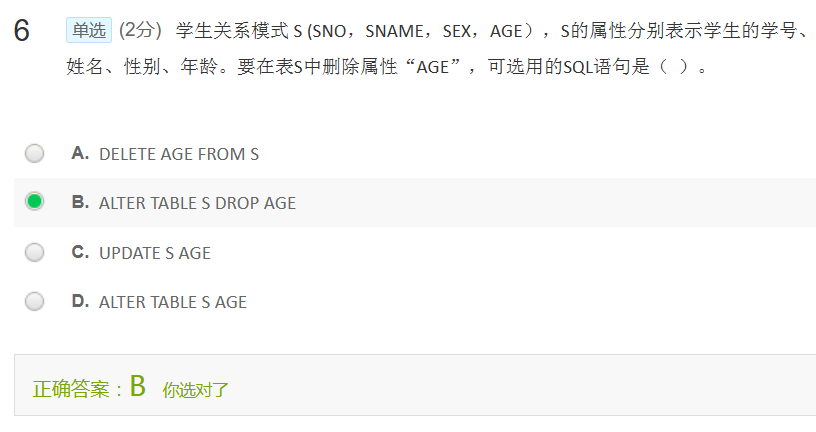 6 单选 (2分) 学生关系模式 S (SNO，SNAME，SEX，AGE），S的属性分别表示学生的学号、
姓名、性别、年龄。要在表S中删除属性“AGE”，可选用的SQL语句是（ ）。
A. DELETE AGE FROM S
B. ALTER TABLE S DROP AGE
C. UPDATE S AGE
D. ALTER TABLE S AGE
正确答案：B 你选对了